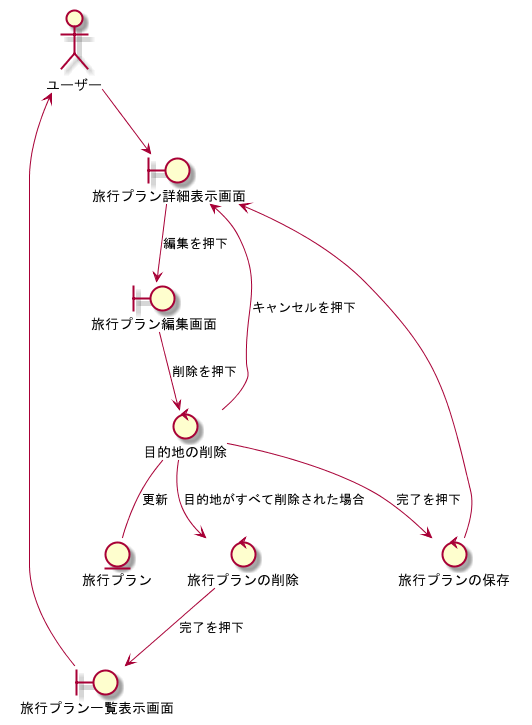 ユーザー
旅行プラン詳細表示画面
編集を押下
キャンセルを押下
旅行プラン編集画面
削除を押下
目的地の削除
更新
目的地がすべて削除された場合
完了を押下
旅行プラン
旅行プランの削除
旅行プランの保存
完了を押下
旅行プラン一覧表示画面